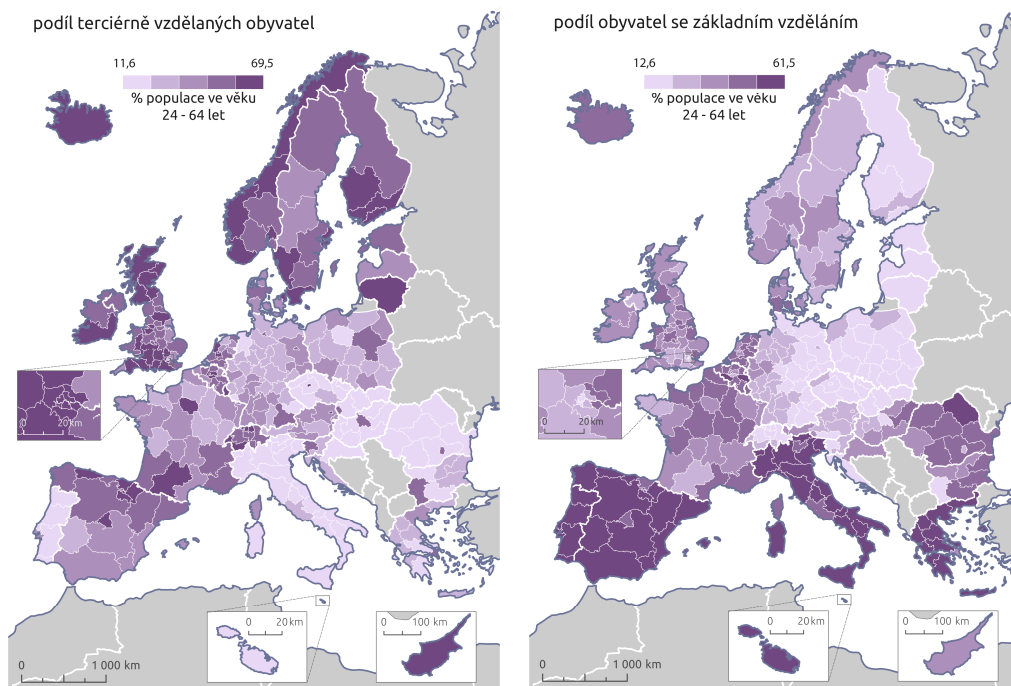 podíl terciérně vzdělaných obyvatel
11,6 69,5
% populace ve věku
24 - 64 let
0 20 km
0 20 km
0 100 km
0 1 000 km
podíl obyvatel se základním vzděláním
12,6 61,5
% populace ve věku
24 - 64 let
0 20 km
0 20 km
0 100 km
0 1 000 km